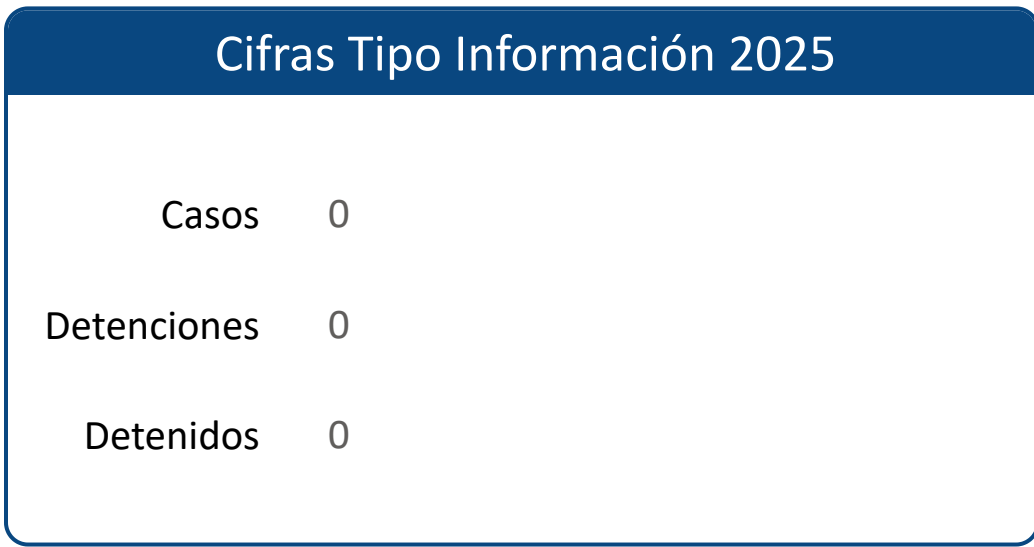 Cifras Tipo Información 2025
Casos 0
Detenciones 0
Detenidos 0